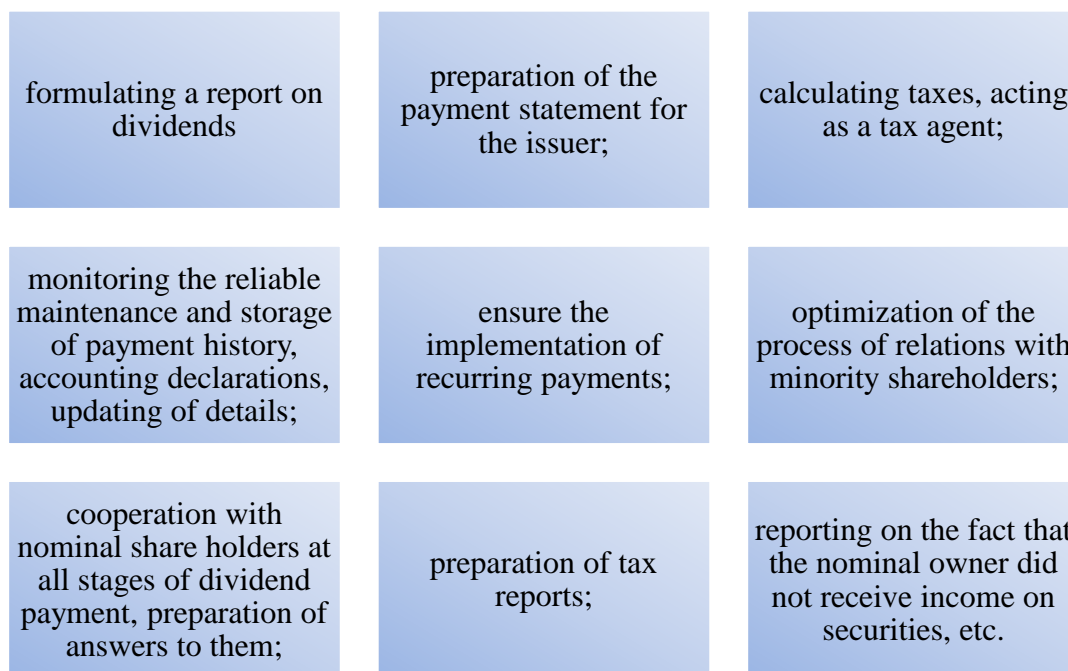 formulating a report on
dividends
preparation of the
payment statement for
the issuer;
calculating taxes, acting
as a tax agent;
monitoring the reliable
maintenance and storage
of payment history,
accounting declarations,
updating of details;
ensure the
implementation of
recurring payments;
optimization of the
process of relations with
minority shareholders;
cooperation with
nominal share holders at
all stages of dividend
payment, preparation of
answers to them;
preparation of tax
reports;
reporting on the fact that
the nominal owner did
not receive income on
securities, etc.